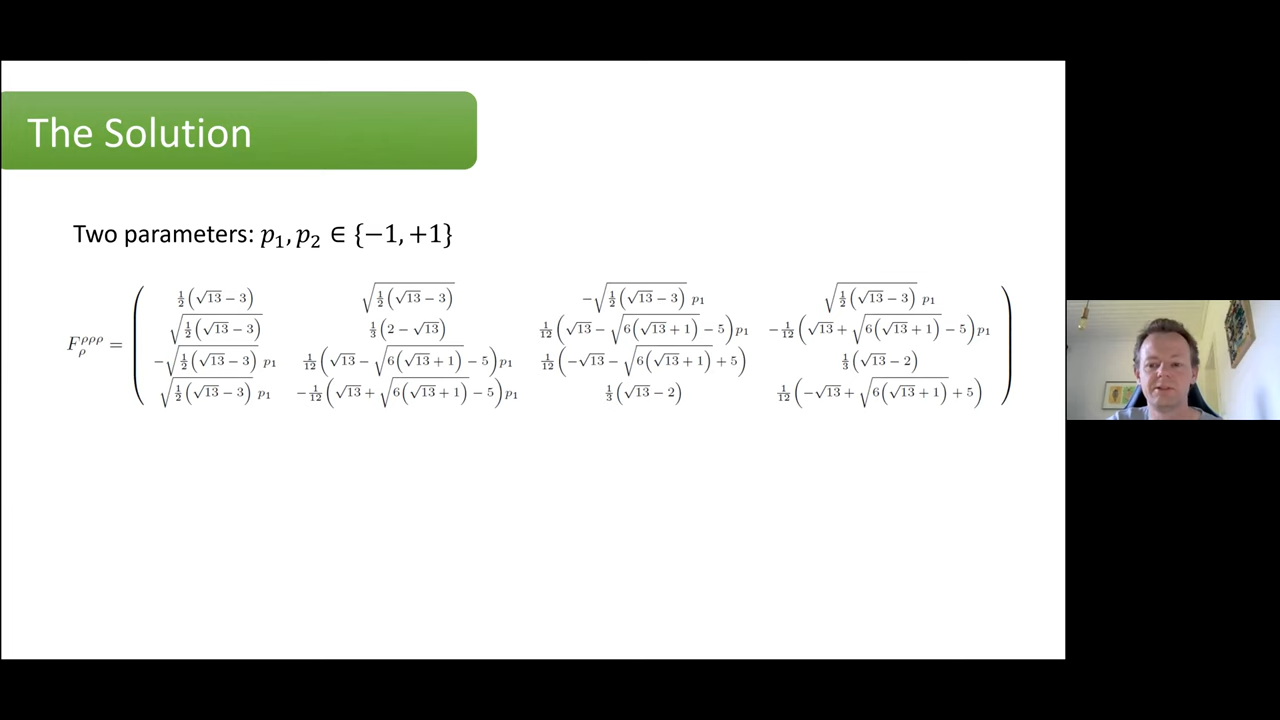 The Solution
Two parameters: p₁, p₂ ∈ {−1, +1}
F_ρ^{ρρρ} = ( ½(√13 − 3) √(½(√13 − 3)) −√(½(√13 − 3)) p₁ √(½(√13 − 3)) p₁
√(½(√13 − 3)) ⅓(2 − √13) 1/12(√13 − √(6(√13 + 1)) − 5)p₁ −1/12(√13 + √(6(√13 + 1)) − 5)p₁
−√(½(√13 − 3)) p₁ 1/12(√13 − √(6(√13 + 1)) − 5)p₁ 1/12(−√13 − √(6(√13 + 1)) + 5) ⅓(√13 − 2)
√(½(√13 − 3)) p₁ −1/12(√13 + √(6(√13 + 1)) − 5)p₁ ⅓(√13 − 2) 1/12(−√13 + √(6(√13 + 1)) + 5) )